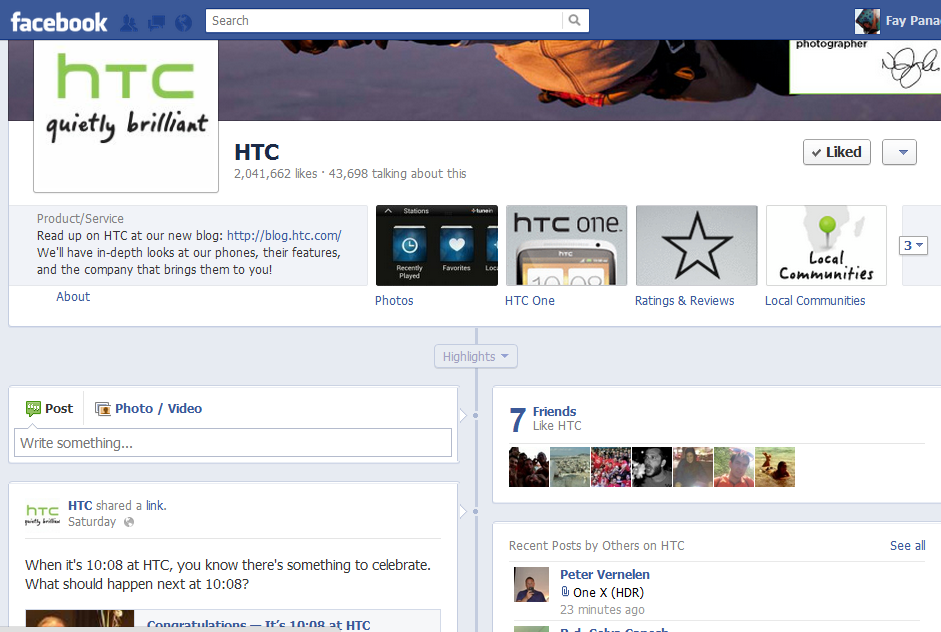 facebook
Search
Fay Pana
photographer
hTC
quietly brilliant
HTC
2,041,662 likes · 43,698 talking about this
Liked
Product/Service
Read up on HTC at our new blog: http://blog.htc.com/
We'll have in-depth looks at our phones, their features,
and the company that brings them to you!
About
Stations
tunein
Recently
Played
Favorites
Loca
Photos
hTC one.
hTC
10:08
HTC One
Ratings & Reviews
Local
Communities
Local Communities
3
Highlights
Post
Photo / Video
Write something...
7
Friends
Like HTC
hTC
quietly brilliant
HTC shared a link.
Saturday
When it's 10:08 at HTC, you know there's something to celebrate.
What should happen next at 10:08?
Congratulations — It's 10:08 at HTC
Recent Posts by Others on HTC
See all
Peter Vernelen
One X (HDR)
23 minutes ago